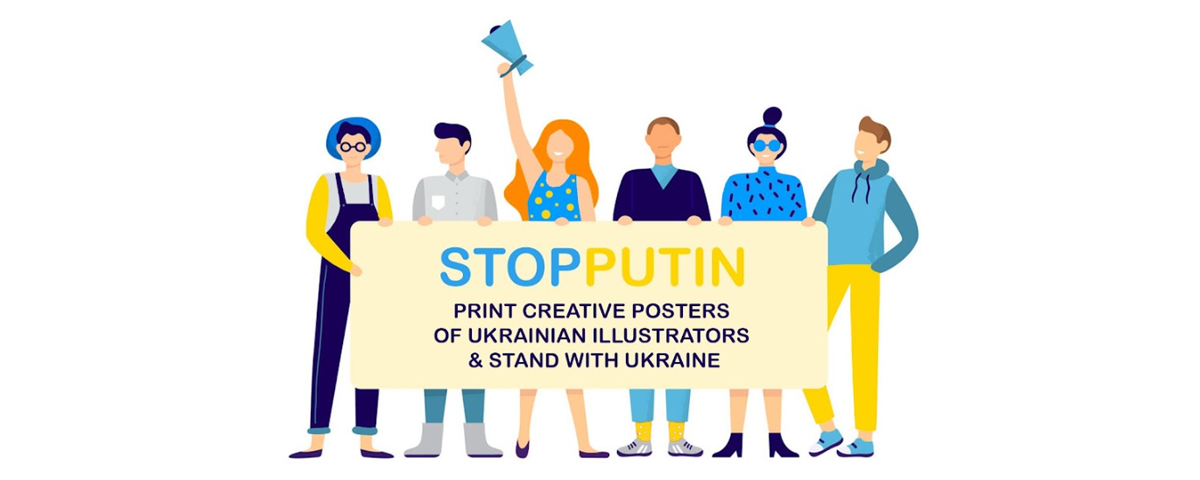 STOPPUTIN
PRINT CREATIVE POSTERS
OF UKRAINIAN ILLUSTRATORS
& STAND WITH UKRAINE